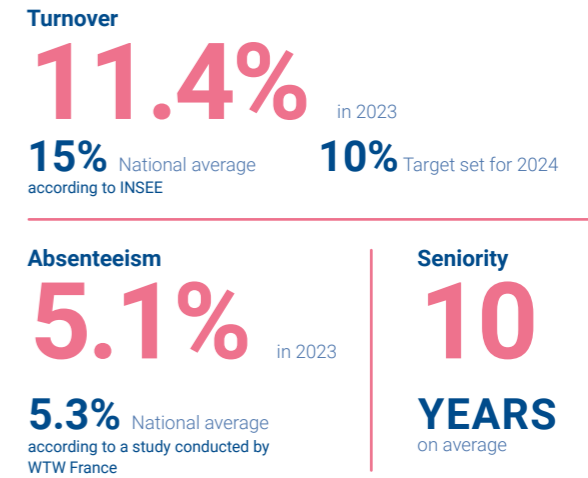 Turnover
11.4% in 2023
15% National average
according to INSEE
10% Target set for 2024
Absenteeism
5.1% in 2023
5.3% National average
according to a study conducted by
WTW France
Seniority
10
YEARS
on average